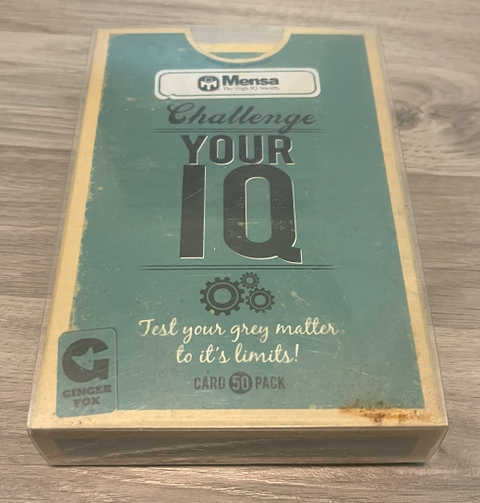 Mensa
The High IQ Society
Challenge
YOUR
IQ
Test your grey matter
to it's limits!
CARD 50 PACK
G
GINGER
FOX